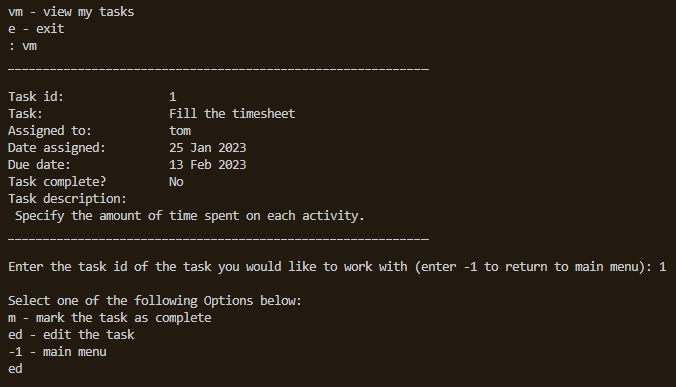 vm - view my tasks
e - exit
: vm
____________________________________________________________
Task id: 1
Task: Fill the timesheet
Assigned to: tom
Date assigned: 25 Jan 2023
Due date: 13 Feb 2023
Task complete? No
Task description:
Specify the amount of time spent on each activity.
____________________________________________________________
Enter the task id of the task you would like to work with (enter -1 to return to main menu): 1
Select one of the following Options below:
m - mark the task as complete
ed - edit the task
-1 - main menu
ed